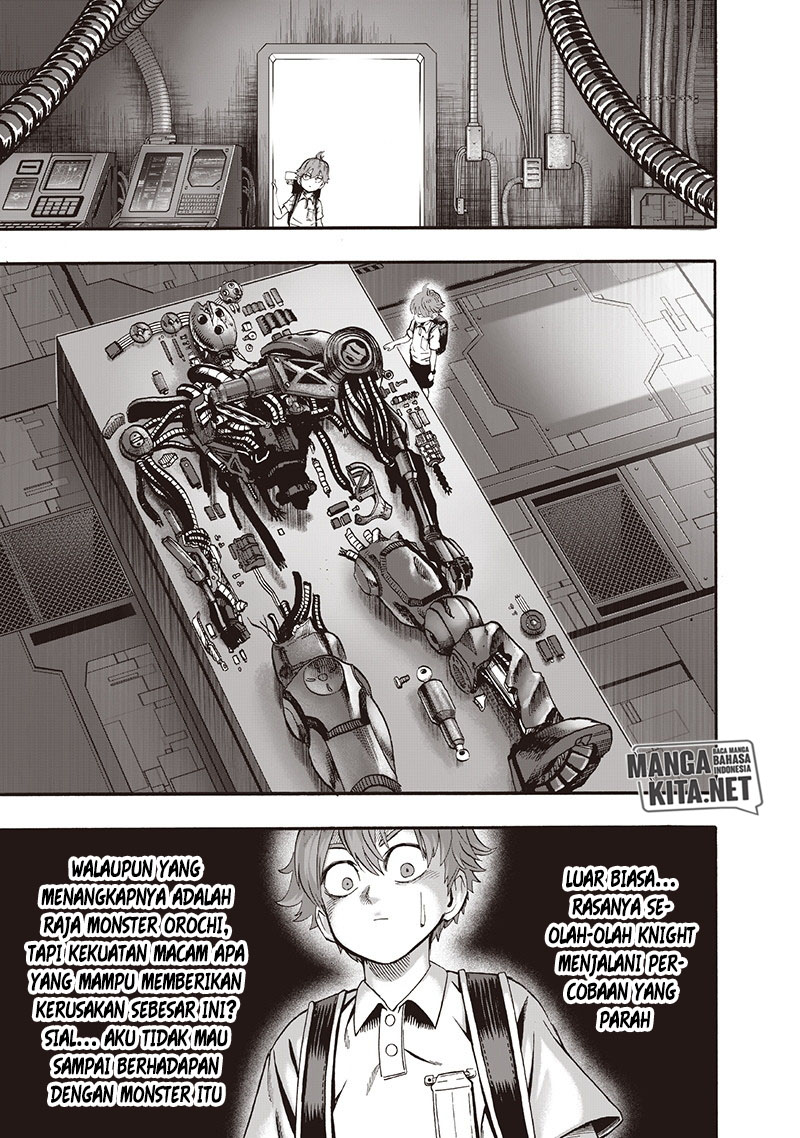 MANGA
KITA.NET
BACA MANGA
BAHASA
INDONESIA
LUAR BIASA...
RASANYA SE-
OLAH-OLAH KNIGHT
MENJALANI PER-
COBAAN YANG
PARAH
WALAUPUN YANG
MENANGKAPNYA ADALAH
RAJA MONSTER OROCHI,
TAPI KEKUATAN MACAM APA
YANG MAMPU MEMBERIKAN
KERUSAKAN SEBESAR INI?
SIAL... AKU TIDAK MAU
SAMPAI BERHADAPAN
DENGAN MONSTER ITU